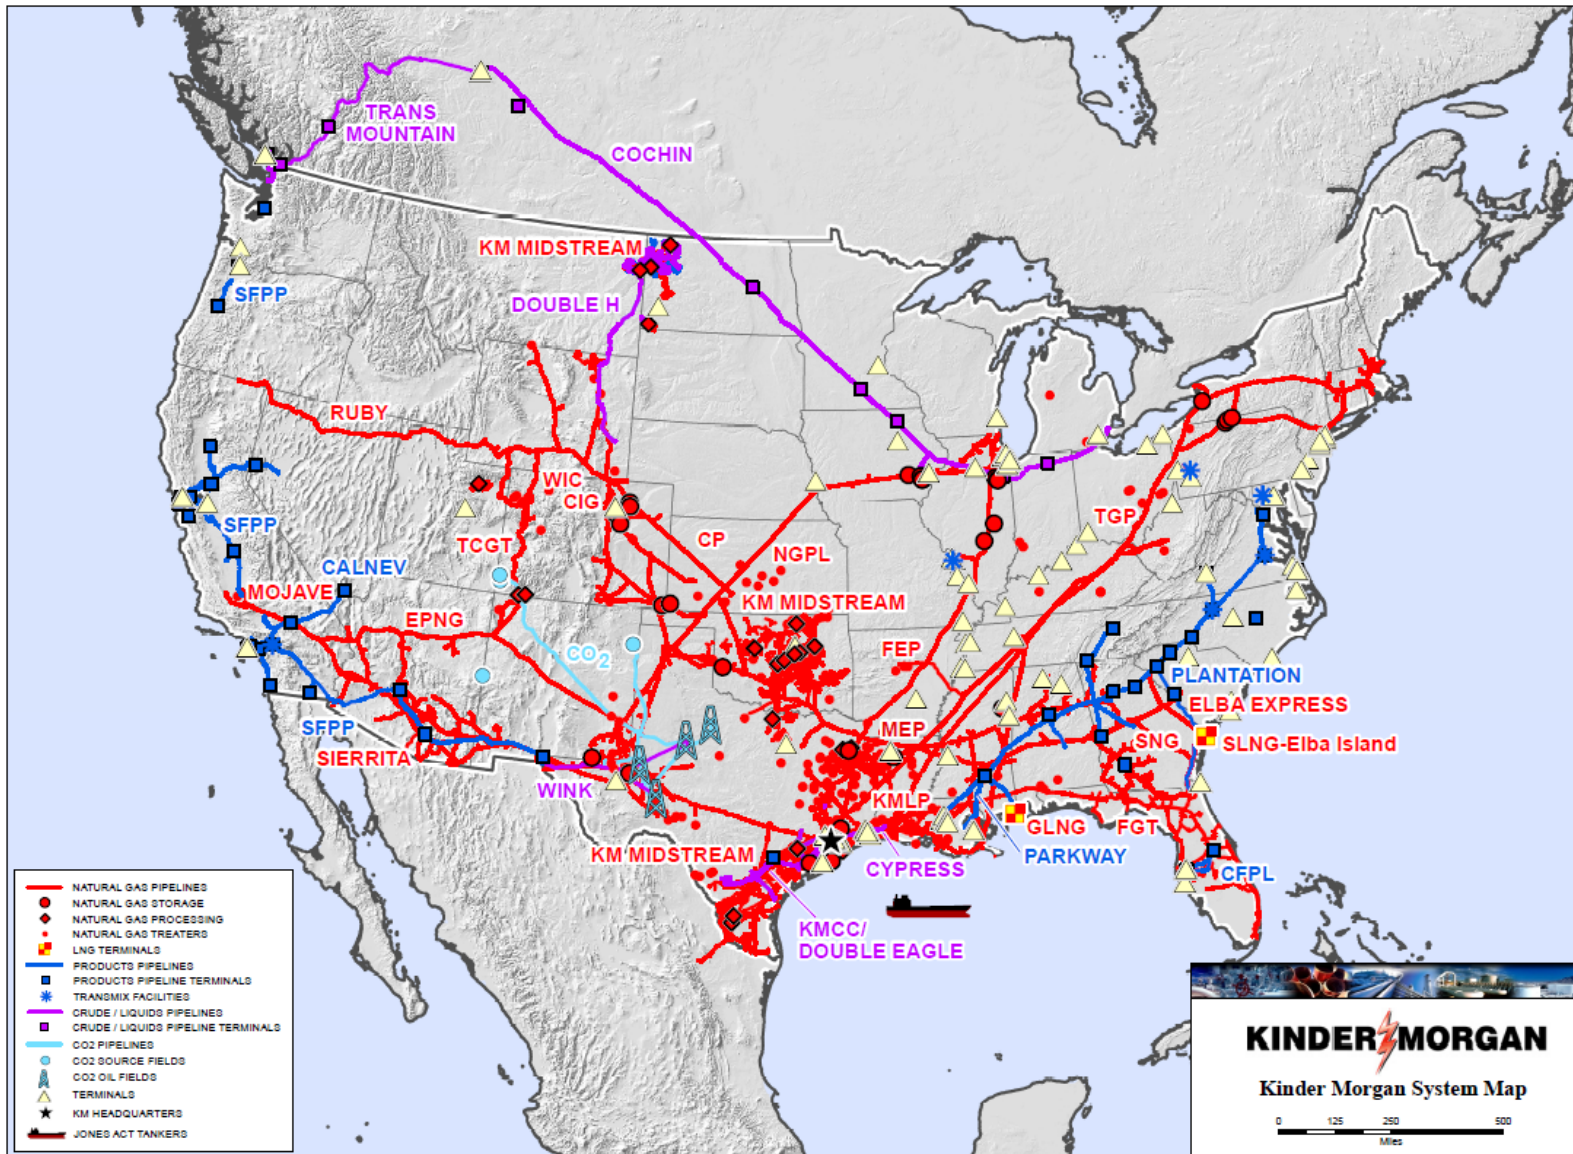 TRANS
MOUNTAIN
COCHIN
KM MIDSTREAM
SFPP
DOUBLE H
RUBY
WIC
CIG
SFPP
TCGT
CP
NGPL
TGP
CALNEV
MOJAVE
KM MIDSTREAM
EPNG
CO2
FEP
PLANTATION
ELBA EXPRESS
SFPP
SIERRITA
MEP
SNG
SLNG-Elba Island
WINK
KMLP
GLNG
FGT
KM MIDSTREAM
PARKWAY
CYPRESS
CFPL
KMCC/
DOUBLE EAGLE
NATURAL GAS PIPELINES
NATURAL GAS STORAGE
NATURAL GAS PROCESSING
NATURAL GAS TREATERS
LNG TERMINALS
PRODUCTS PIPELINES
PRODUCTS PIPELINE TERMINALS
TRANSMIX FACILITIES
CRUDE / LIQUIDS PIPELINES
CRUDE / LIQUIDS PIPELINE TERMINALS
CO2 PIPELINES
CO2 SOURCE FIELDS
CO2 OIL FIELDS
TERMINALS
KM HEADQUARTERS
JONES ACT TANKERS
KINDER MORGAN
Kinder Morgan System Map
0 125 250 500
Miles